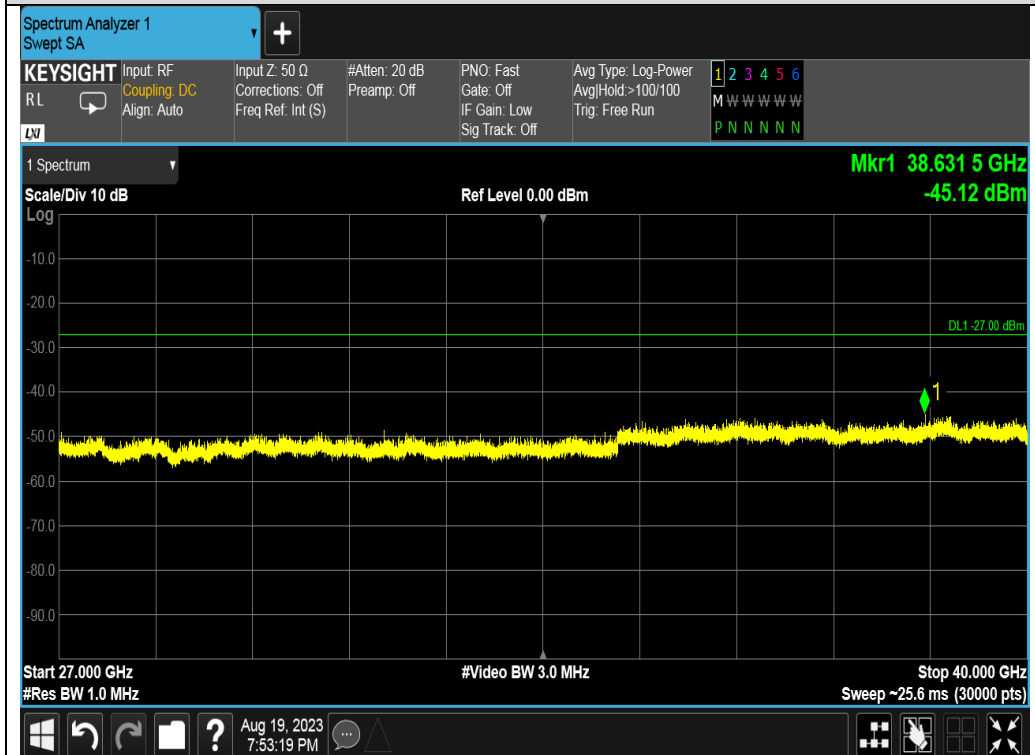 Spectrum Analyzer 1
Swept SA
KEYSIGHT
R L
LXI
Input: RF
Coupling: DC
Align: Auto
Input Z: 50 Ω
Corrections: Off
Freq Ref: Int (S)
#Atten: 20 dB
Preamp: Off
PNO: Fast
Gate: Off
IF Gain: Low
Sig Track: Off
Avg Type: Log-Power
Avg|Hold:>100/100
Trig: Free Run
1 2 3 4 5 6
M W W W W W
P N N N N N
1 Spectrum
Mkr1 38.631 5 GHz
-45.12 dBm
Scale/Div 10 dB
Ref Level 0.00 dBm
Log
-10.0
-20.0
DL1 -27.00 dBm
-30.0
-40.0
1
-50.0
-60.0
-70.0
-80.0
-90.0
Start 27.000 GHz
#Video BW 3.0 MHz
Stop 40.000 GHz
#Res BW 1.0 MHz
Sweep ~25.6 ms (30000 pts)
?
Aug 19, 2023
7:53:19 PM